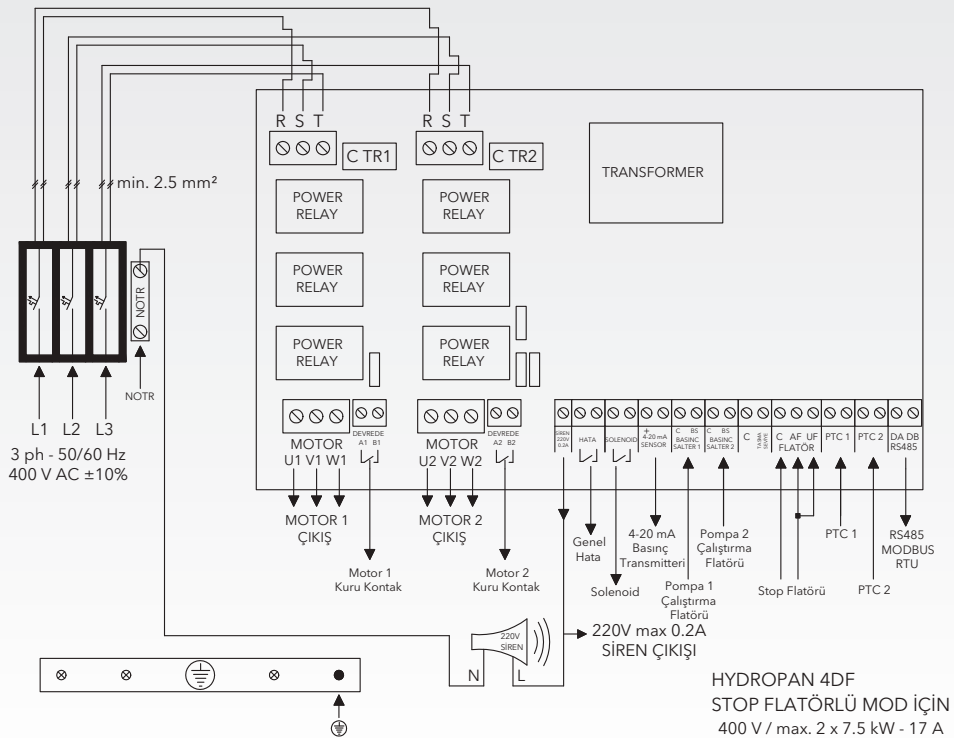 R S T
R S T
C TR1
C TR2
TRANSFORMER
POWER
RELAY
POWER
RELAY
min. 2.5 mm²
POWER
RELAY
POWER
RELAY
NOTR
POWER
RELAY
POWER
RELAY
NOTR
L1 L2 L3
3 ph - 50/60 Hz
400 V AC ±10%
MOTOR
U1 V1 W1
DEVREDE
A1 B1
MOTOR
U2 V2 W2
DEVREDE
A2 B2
SİREN
220V
0.2A
HATA
SOLENOID
+
4-20 mA
SENSOR
C BS
BASINC
SALTER 1
C BS
BASINC
SALTER 2
C
TAŞMA
SEVİYE
C AF UF
FLATÖR
PTC 1
PTC 2
DA DB
RS485
MOTOR 1
ÇIKIŞ
MOTOR 2
ÇIKIŞ
Motor 1
Kuru Kontak
Motor 2
Kuru Kontak
Genel
Hata
Solenoid
4-20 mA
Basınç
Transmitteri
Pompa 1
Çalıştırma
Flatörü
Pompa 2
Çalıştırma
Flatörü
Stop Flatörü
PTC 1
PTC 2
RS485
MODBUS
RTU
220V
SİREN
N L
220V max 0.2A
SİREN ÇIKIŞI
HYDROPAN 4DF
STOP FLATÖRLÜ MOD İÇİN
400 V / max. 2 x 7.5 kW - 17 A